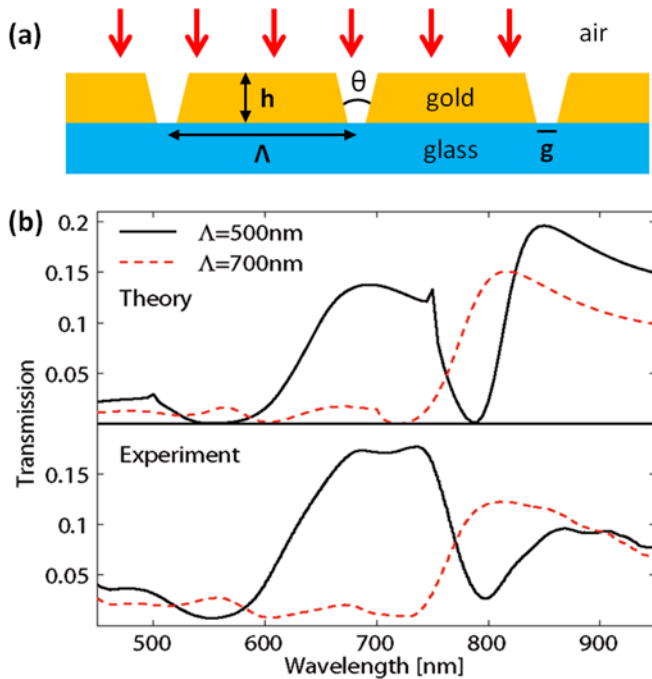 (a)
air
θ
h
gold
Λ
glass
g
(b)
0.2
Λ=500nm
Λ=700nm
0.15
Theory
0.1
0.05
Transmission
Experiment
0.15
0.1
0.05
500 600 700 800 900
Wavelength [nm]